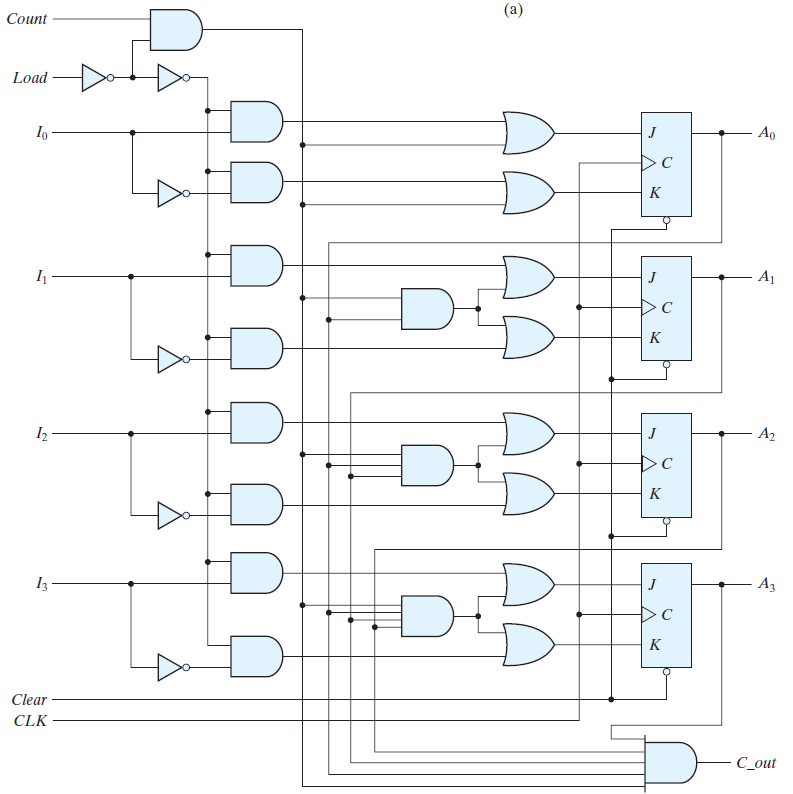 (a)
Count
Load
I0
J
A0
C
K
I1
J
A1
C
K
I2
J
A2
C
K
I3
J
A3
C
K
Clear
CLK
C_out